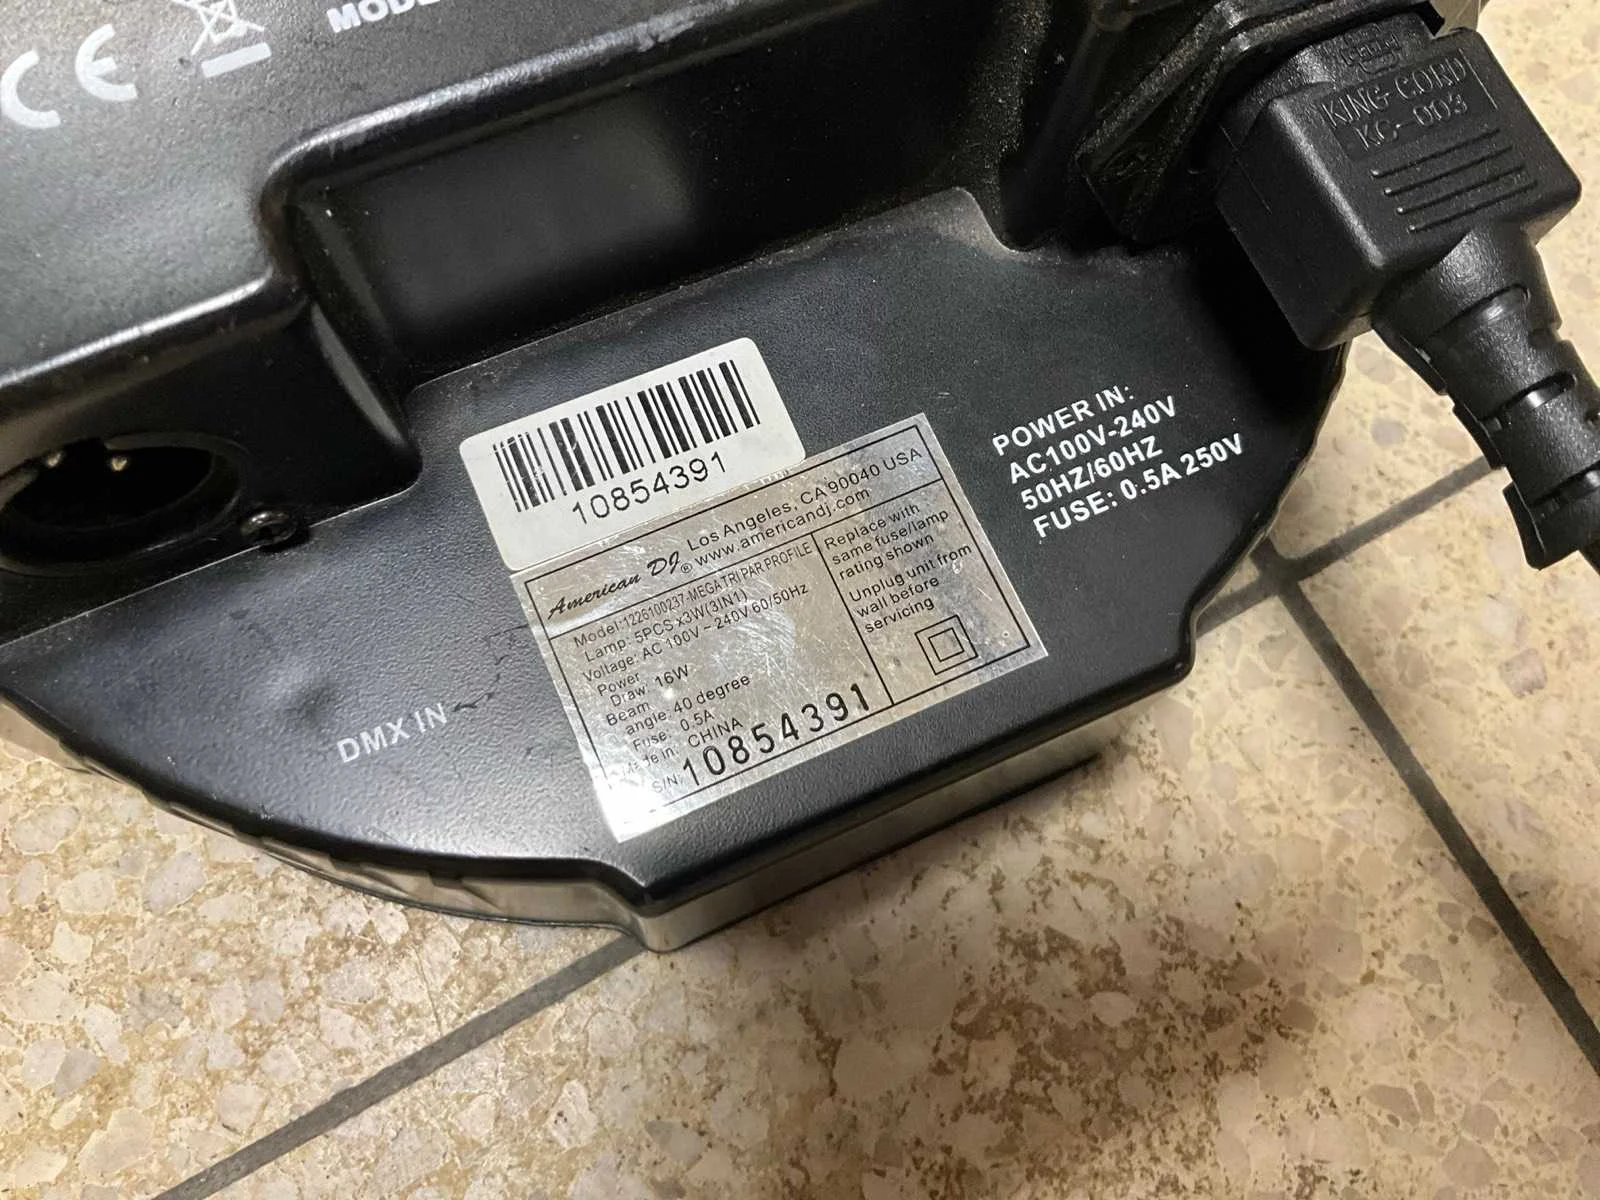 CE
MODE
KING-CORD
KC-003
10854391
POWER IN:
AC100V-240V
50HZ/60HZ
FUSE: 0.5A 250V
American DJ® Los Angeles, CA 90040 USA
www.americandj.com
Model:1226100237-MEGA TRI PAR PROFILE
Lamp: 5PCS x3W(3IN1)
Voltage: AC 100V ~ 240V 60/50Hz
Power
Draw: 16W
Beam
angle: 40 degree
Fuse: 0.5A
Made in: CHINA
S/N: 10854391
Replace with
same fuse/lamp
rating shown
Unplug unit from
wall before
servicing
DMX IN